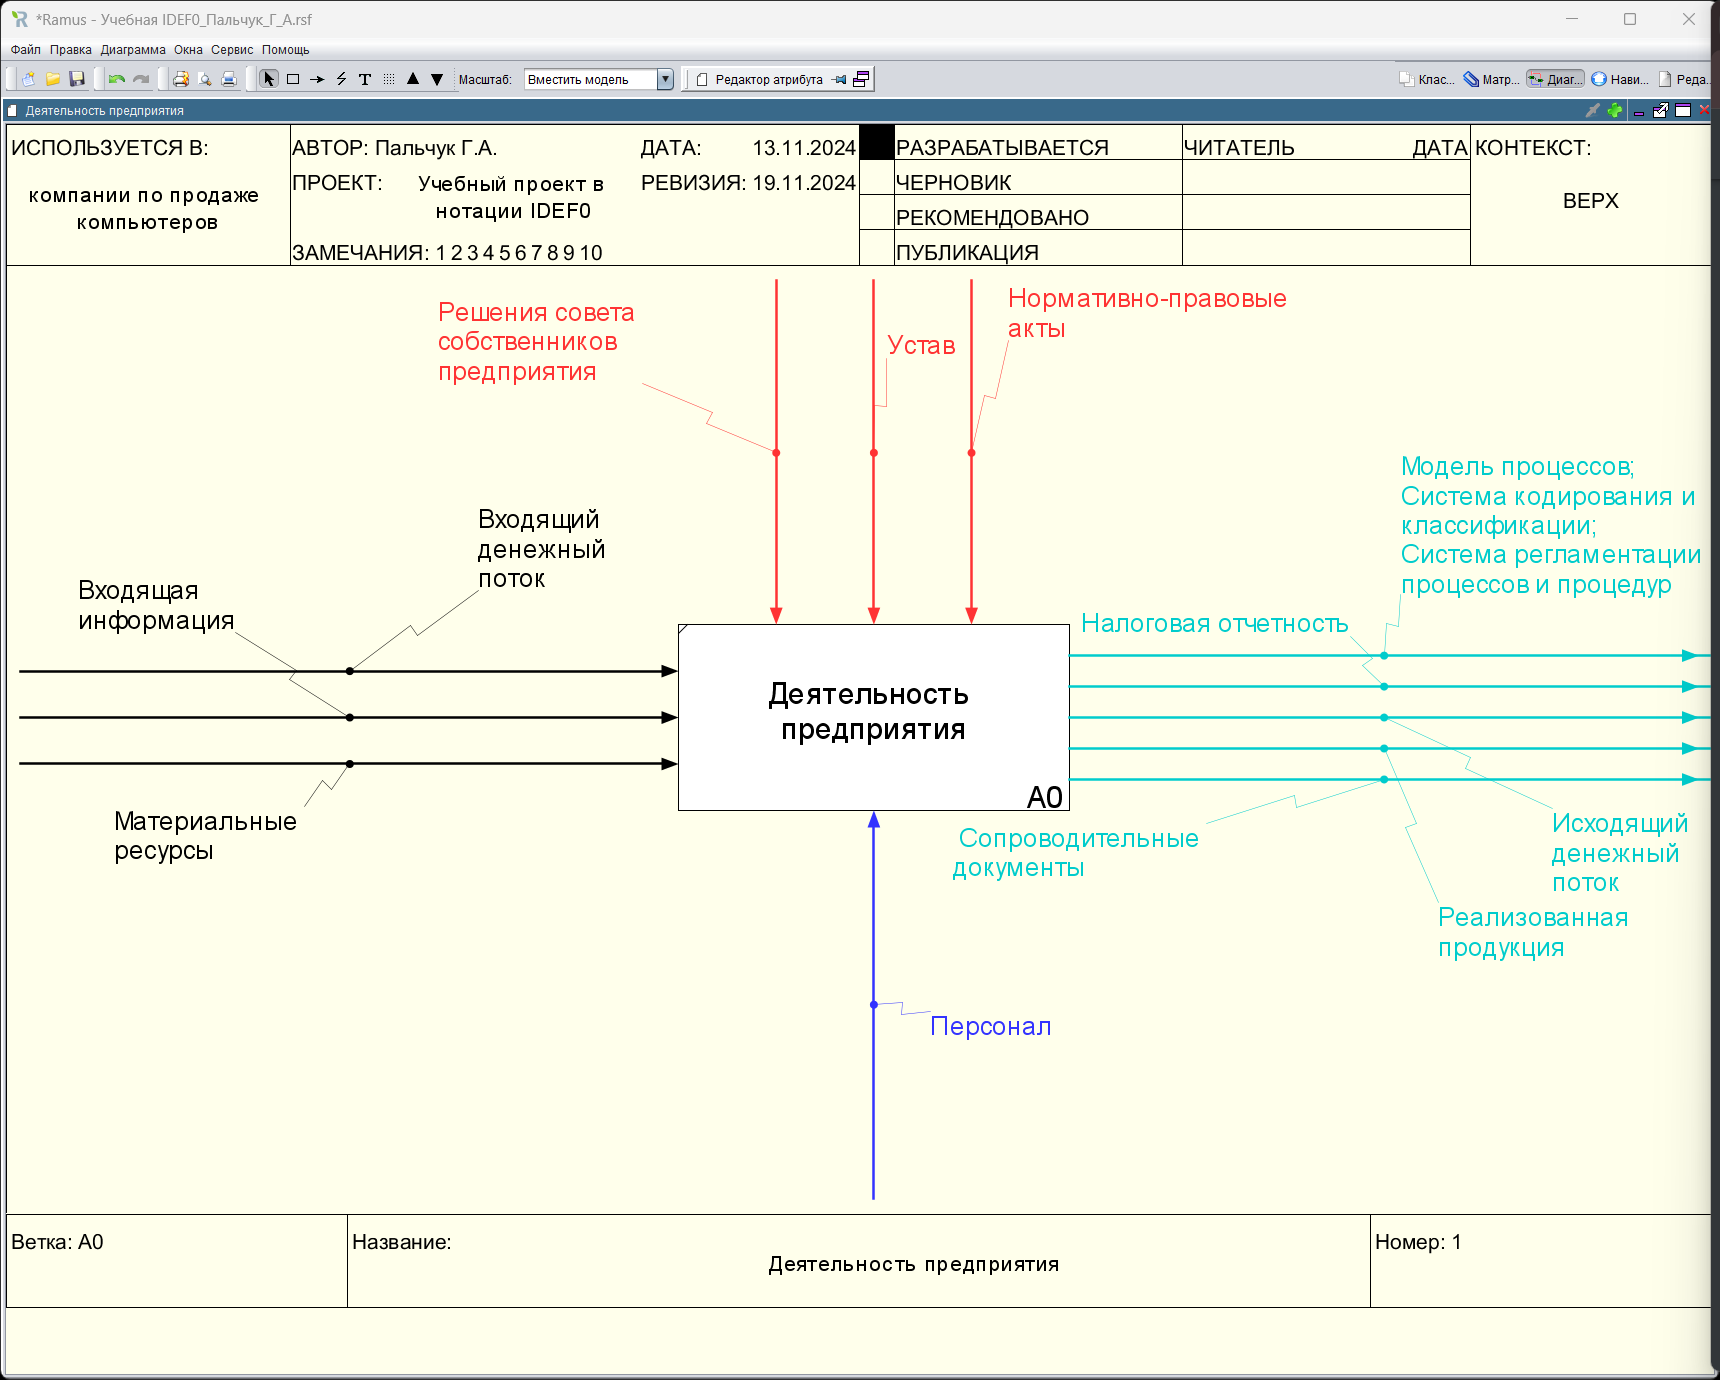 *Ramus - Учебная IDEF0_Пальчук_Г_А.rsf
Файл Правка Диаграмма Окна Сервис Помощь
Масштаб: Вместить модель Редактор атрибута Клас... Матр... Диаг... Нави... Реда...
Деятельность предприятия
ИСПОЛЬЗУЕТСЯ В:
компании по продаже
компьютеров
АВТОР: Пальчук Г.А.
ДАТА: 13.11.2024
ПРОЕКТ: Учебный проект в
нотации IDEF0
РЕВИЗИЯ: 19.11.2024
ЗАМЕЧАНИЯ: 1 2 3 4 5 6 7 8 9 10
РАЗРАБАТЫВАЕТСЯ
ЧЕРНОВИК
РЕКОМЕНДОВАНО
ПУБЛИКАЦИЯ
ЧИТАТЕЛЬ ДАТА
КОНТЕКСТ:
ВЕРХ
Решения совета
собственников
предприятия
Устав
Нормативно-правовые
акты
Входящий
денежный
поток
Входящая
информация
Материальные
ресурсы
Деятельность
предприятия
A0
Модель процессов;
Система кодирования и
классификации;
Система регламентации
процессов и процедур
Налоговая отчетность
Сопроводительные
документы
Исходящий
денежный
поток
Реализованная
продукция
Персонал
Ветка: A0
Название:
Деятельность предприятия
Номер: 1